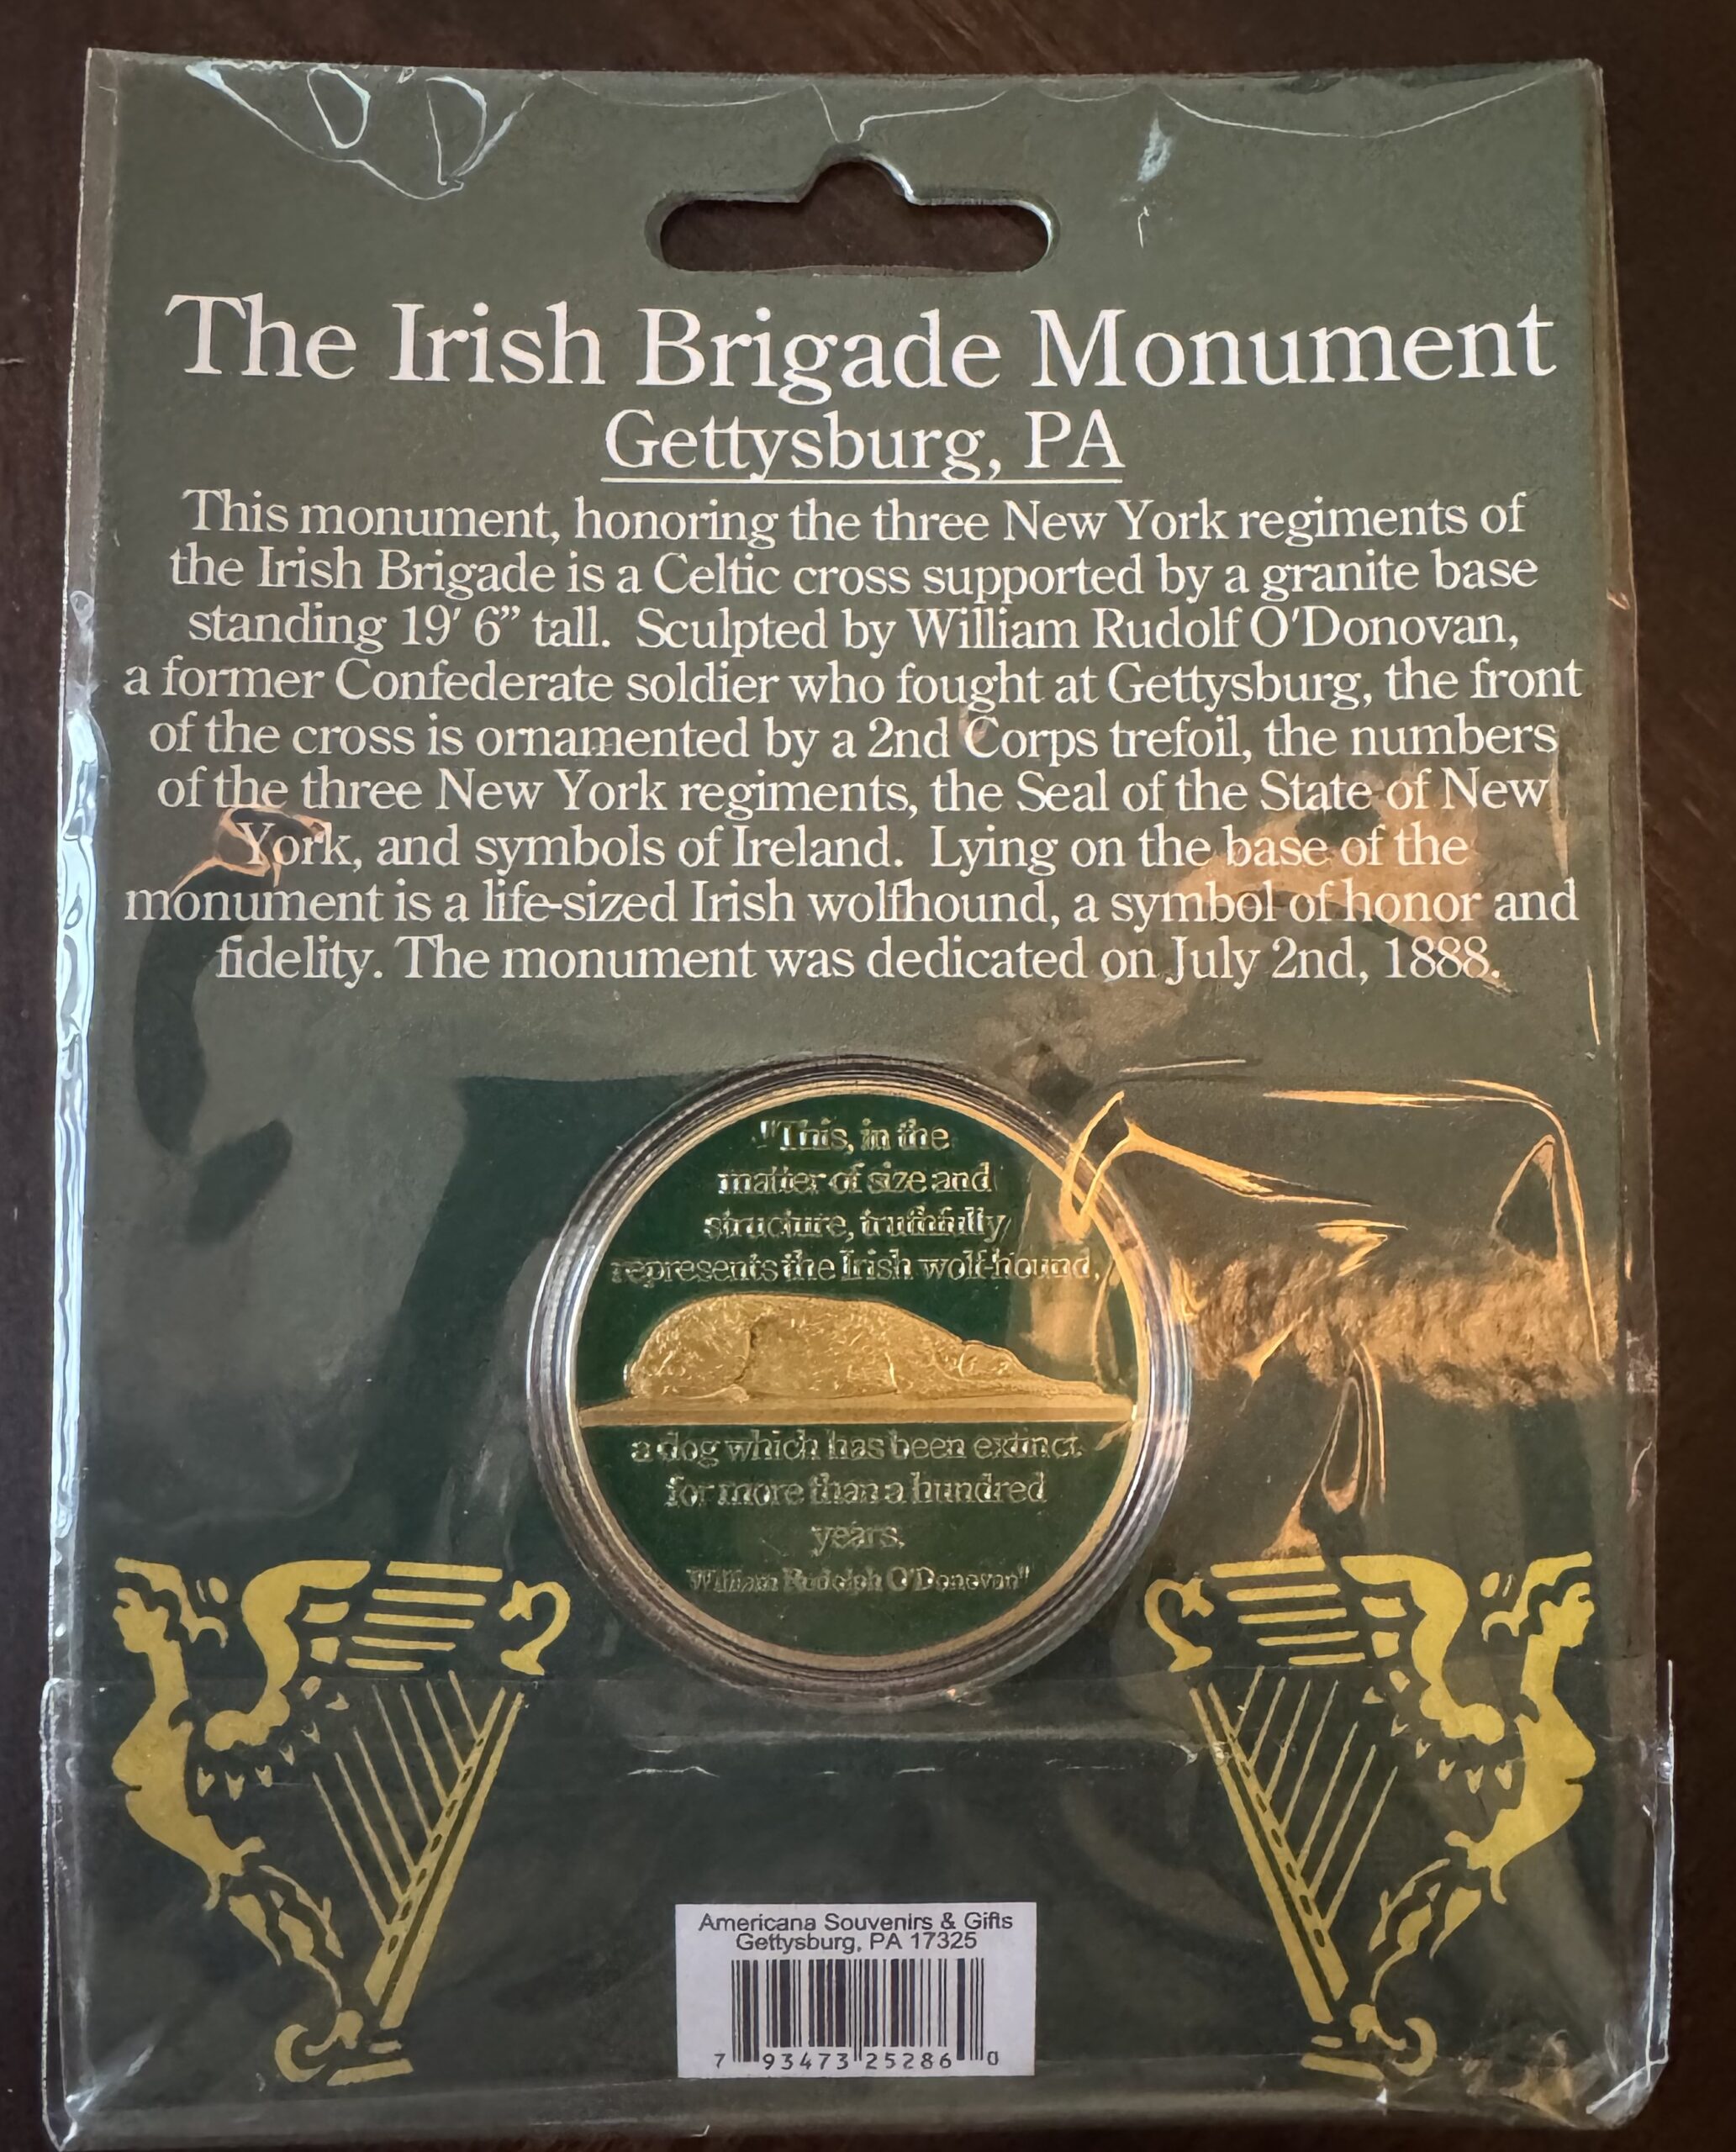 The Irish Brigade Monument
Gettysburg, PA
This monument, honoring the three New York regiments of
the Irish Brigade is a Celtic cross supported by a granite base
standing 19' 6” tall. Sculpted by William Rudolf O'Donovan,
a former Confederate soldier who fought at Gettysburg, the front
of the cross is ornamented by a 2nd Corps trefoil, the numbers
of the three New York regiments, the Seal of the State of New
York, and symbols of Ireland. Lying on the base of the
monument is a life-sized Irish wolfhound, a symbol of honor and
fidelity. The monument was dedicated on July 2nd, 1888.
"This, in the
matter of size and
structure, truthfully
represents the Irish wolf-hound,
a dog which has been extinct
for more than a hundred
years.
William Rudolph O'Donovan"
Americana Souvenirs & Gifts
Gettysburg, PA 17325
7 93473 25286 0